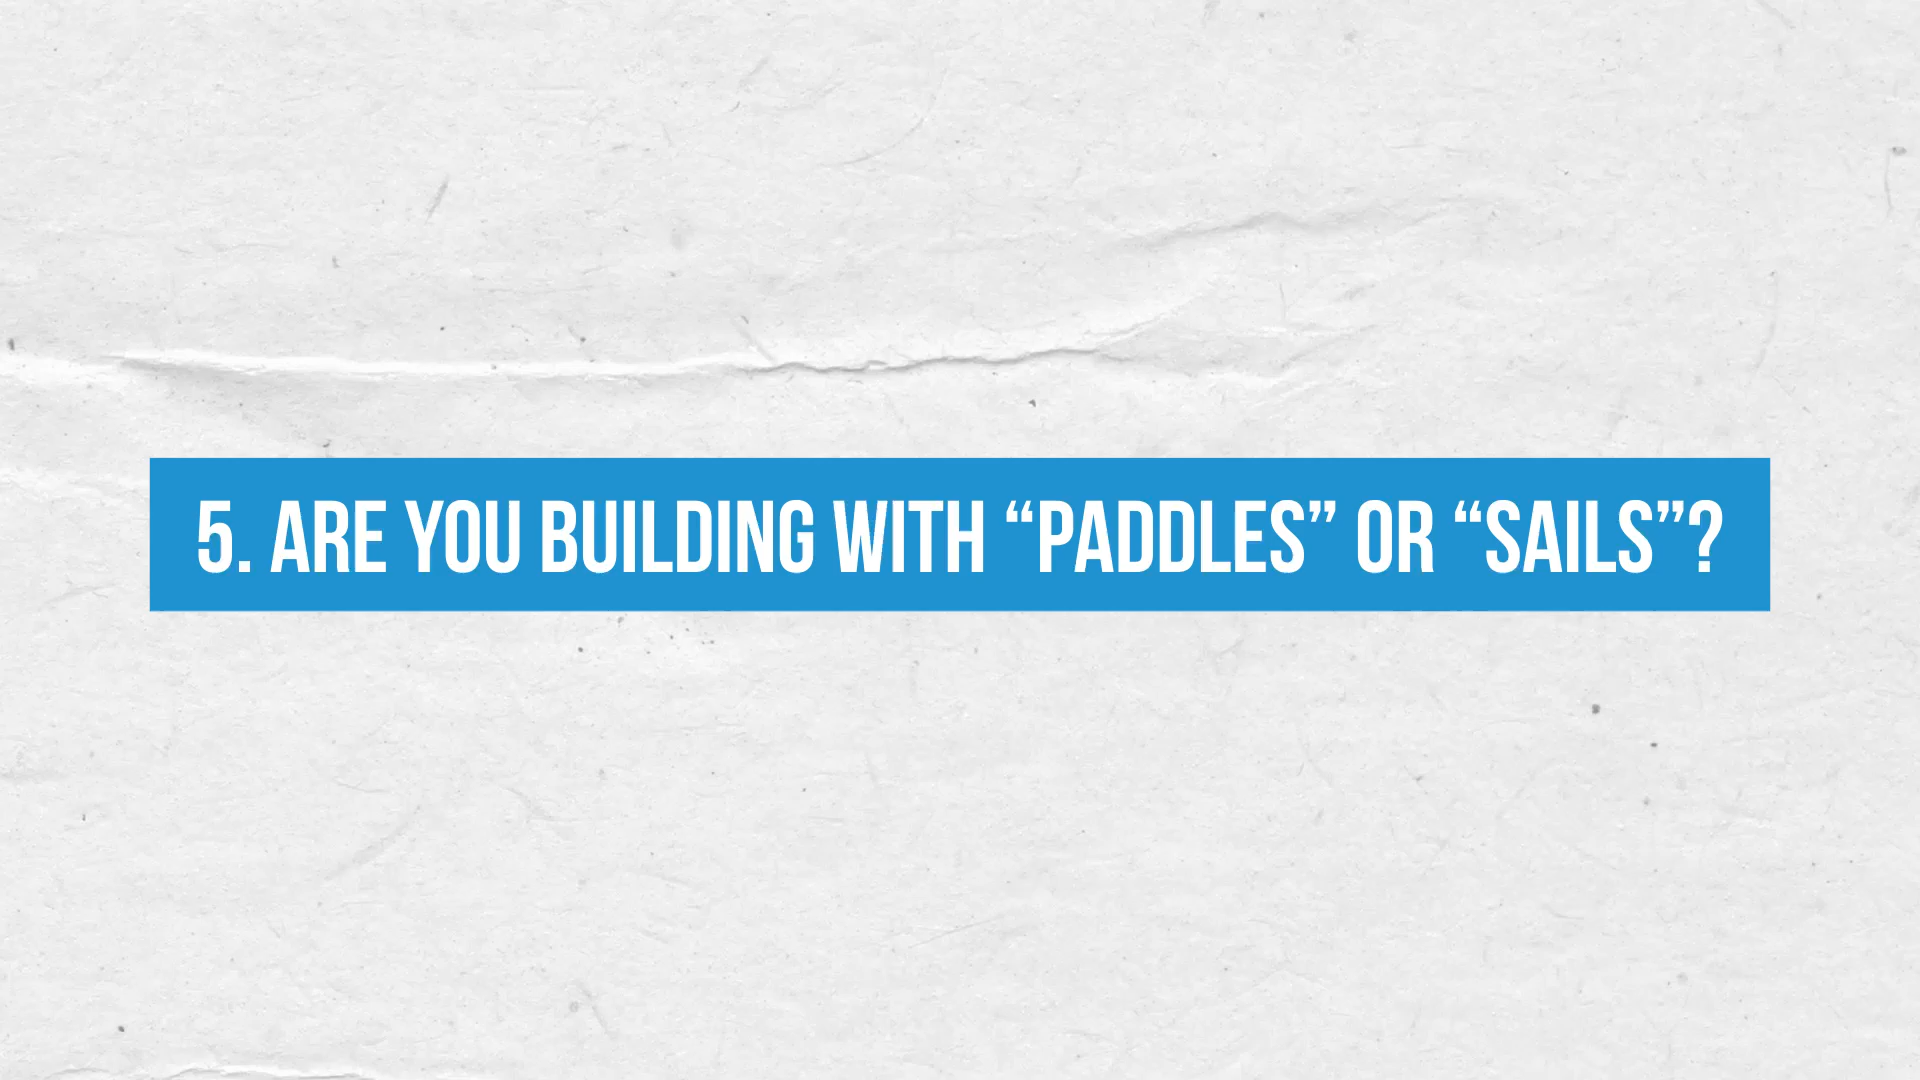 5. ARE YOU BUILDING WITH “PADDLES” OR “SAILS”?